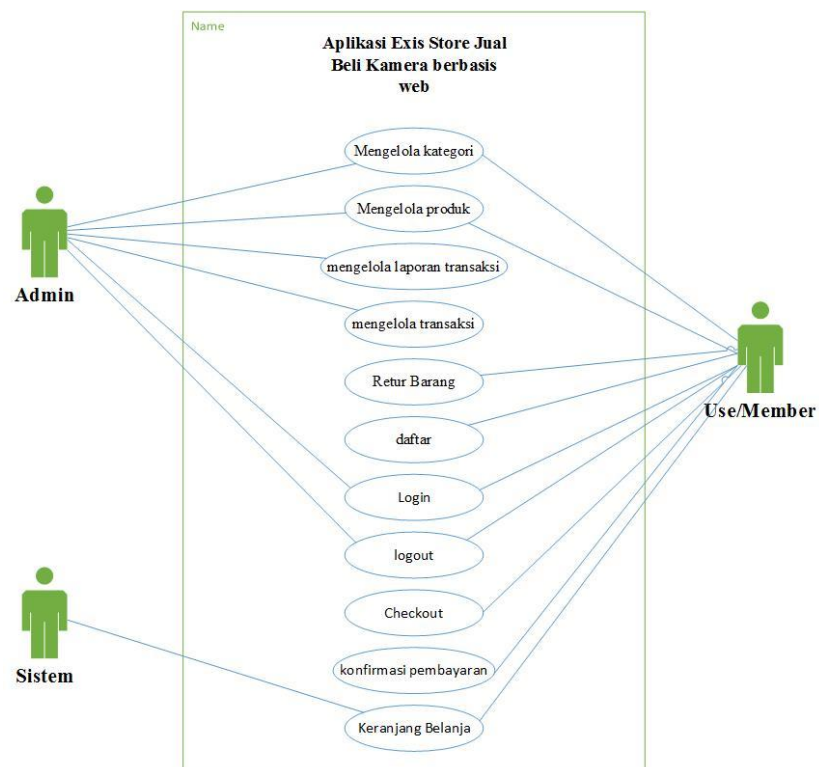 Name
Aplikasi Exis Store Jual
Beli Kamera berbasis
web
Mengelola kategori
Mengelola produk
mengelola laporan transaksi
Admin
mengelola transaksi
Retur Barang
Use/Member
daftar
Login
logout
Checkout
Sistem
konfirmasi pembayaran
Keranjang Belanja